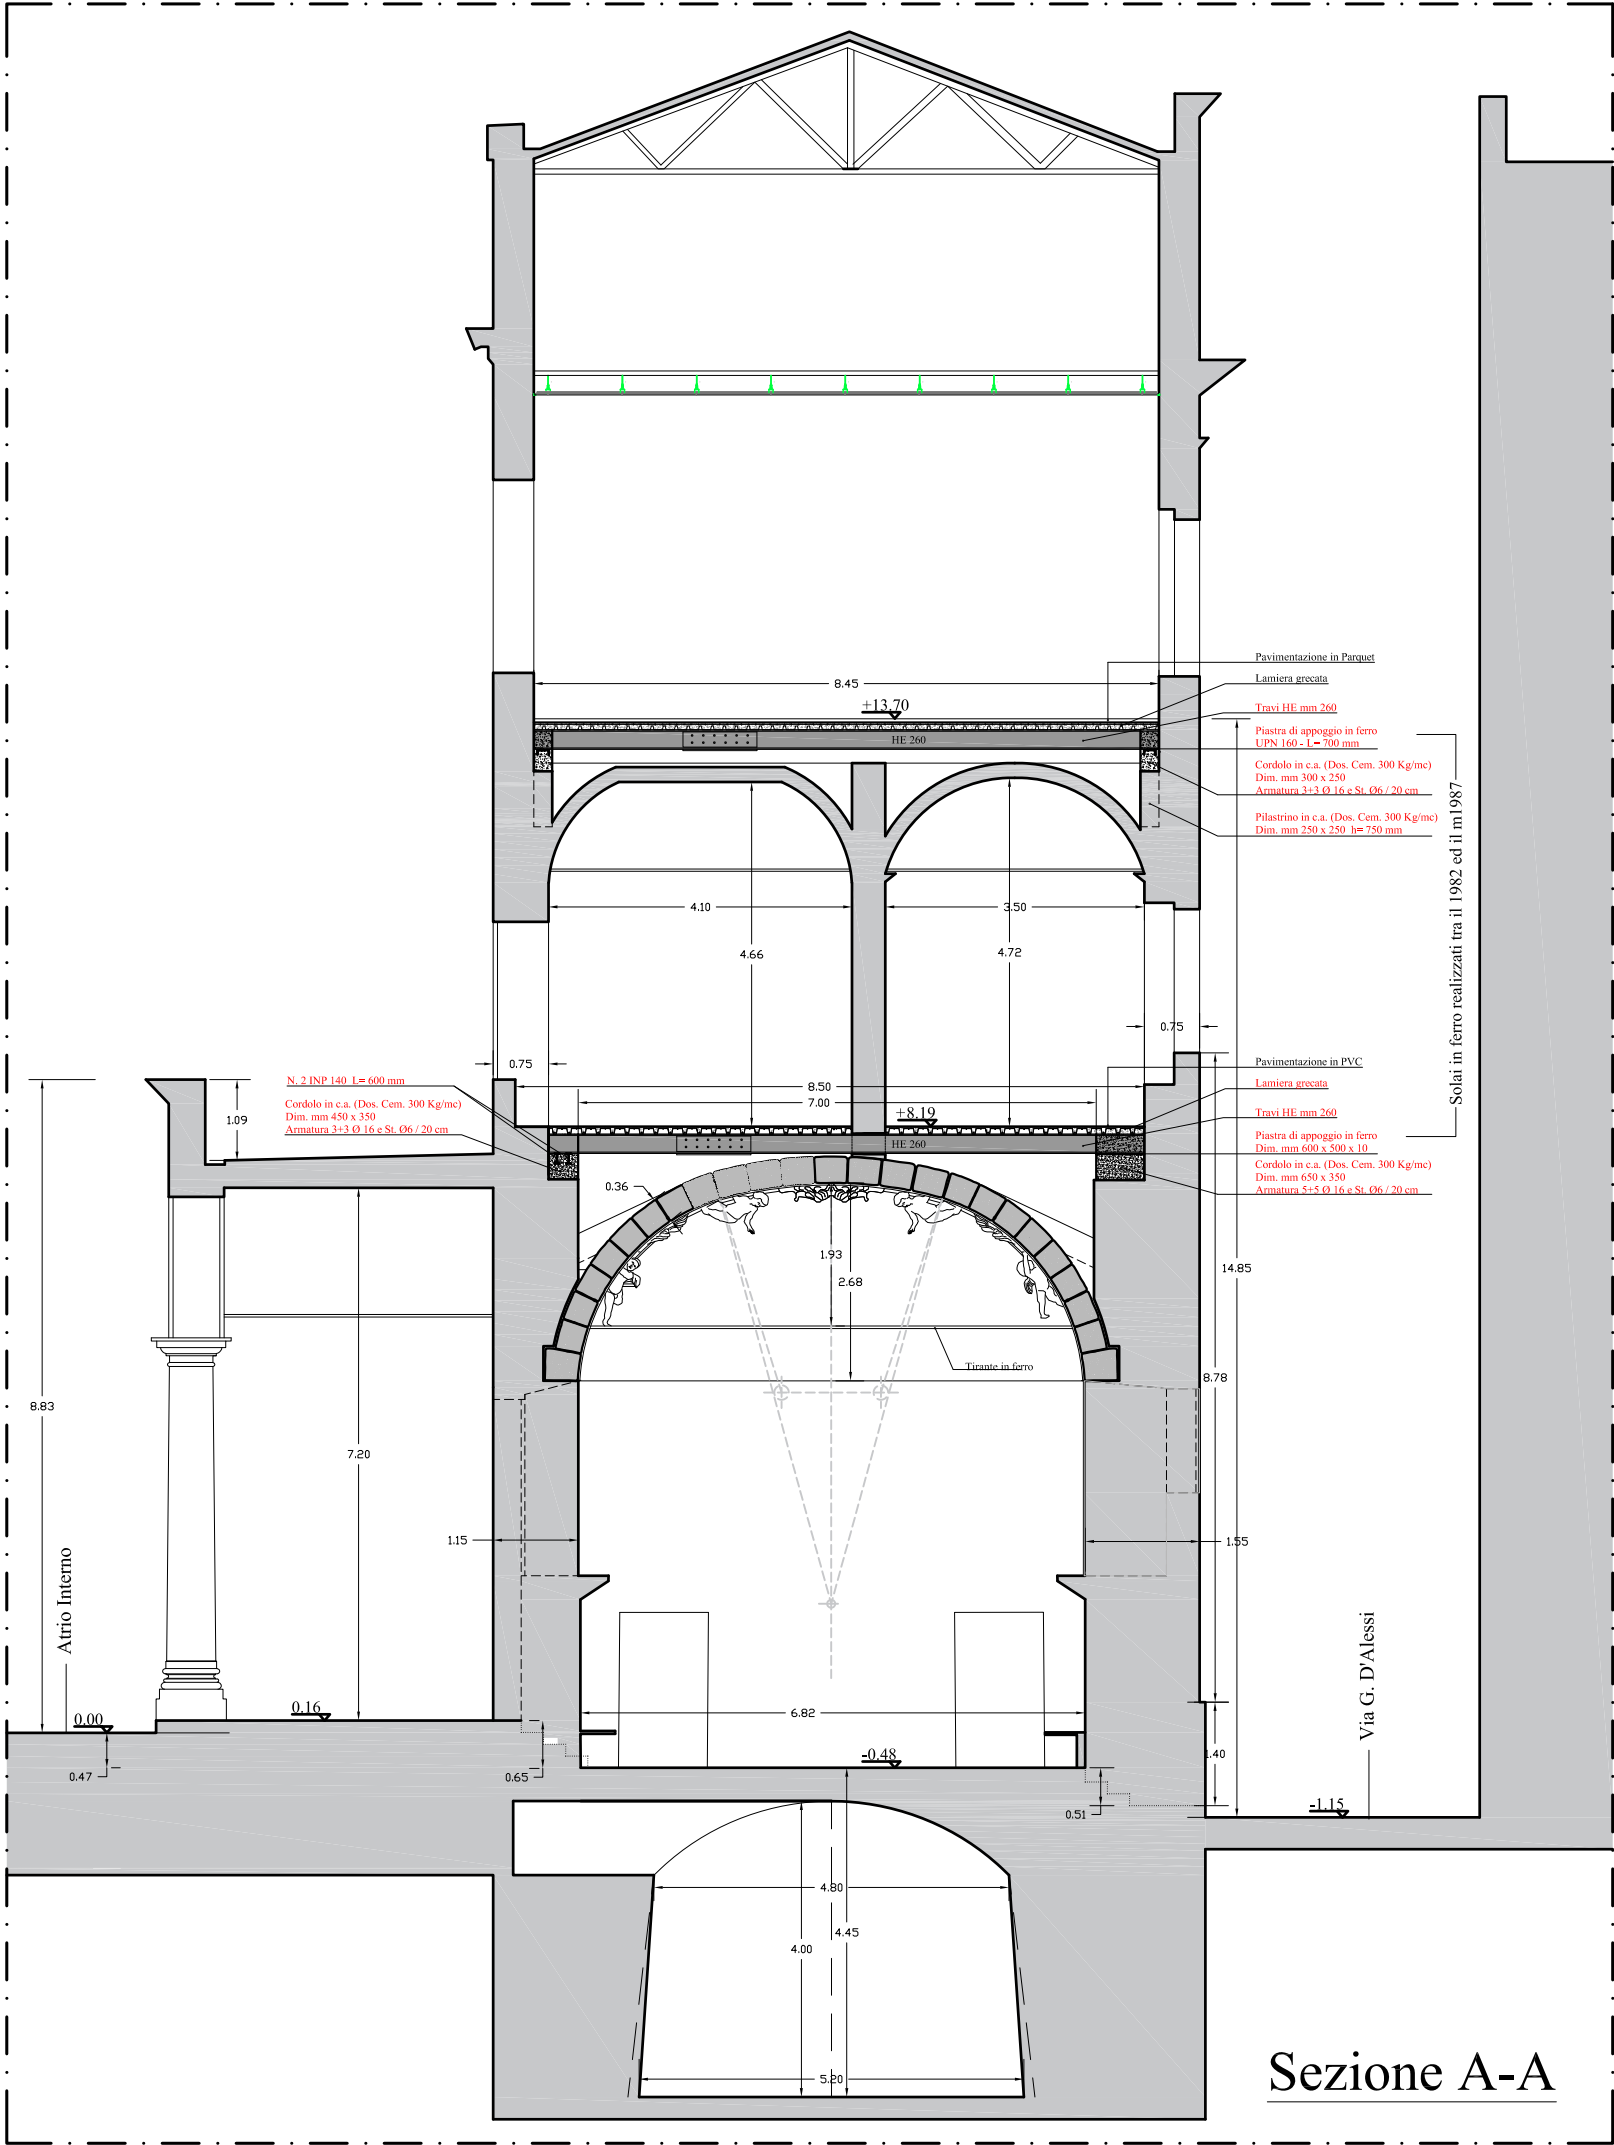 8.45
+13.70
HE 260
Pavimentazione in Parquet
Lamiera grecata
Travi HE mm 260
Piastra di appoggio in ferro
UPN 160 - L= 700 mm
Cordolo in c.a. (Dos. Cem. 300 Kg/mc)
Dim. mm 300 x 250
Armatura 3+3 Ø 16 e St. Ø6 / 20 cm
Pilastrino in c.a. (Dos. Cem. 300 Kg/mc)
Dim. mm 250 x 250 h= 750 mm
Solai in ferro realizzati tra il 1982 ed il m1987
4.10
3.50
4.66
4.72
0.75
0.75
8.50
7.00
+8.19
HE 260
Pavimentazione in PVC
Lamiera grecata
Travi HE mm 260
Piastra di appoggio in ferro
Dim. mm 600 x 500 x 10
Cordolo in c.a. (Dos. Cem. 300 Kg/mc)
Dim. mm 650 x 350
Armatura 5+5 Ø 16 e St. Ø6 / 20 cm
N. 2 INP 140 L= 600 mm
Cordolo in c.a. (Dos. Cem. 300 Kg/mc)
Dim. mm 450 x 350
Armatura 3+3 Ø 16 e St. Ø6 / 20 cm
1.09
0.36
1.93
2.68
14.85
Tirante in ferro
8.78
8.83
7.20
1.15
1.55
Atrio Interno
Via G. D'Alessi
0.00
0.16
6.82
-0.48
0.47
0.65
1.40
0.51
-1.15
4.80
4.45
4.00
5.20
Sezione A-A